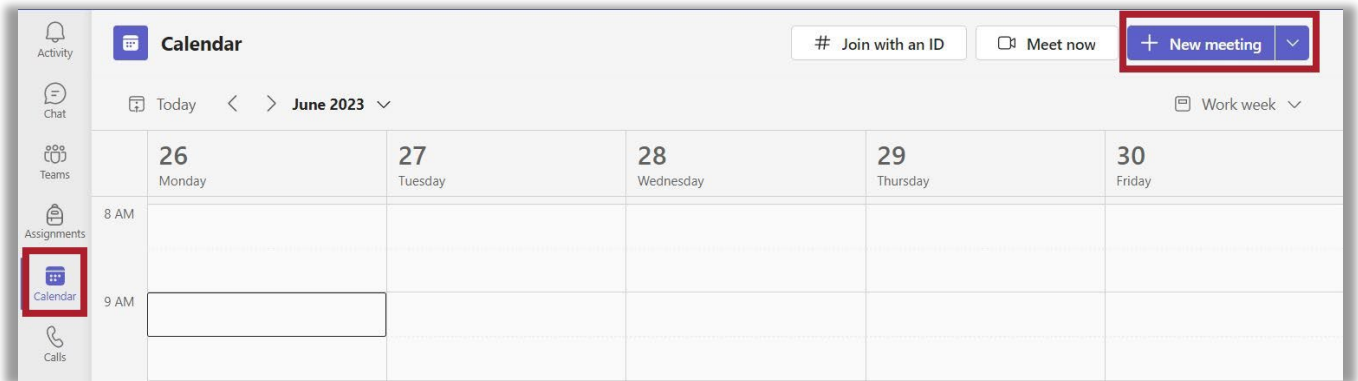 Activity
Chat
Teams
Assignments
Calendar
Calls
Calendar
# Join with an ID
Meet now
+ New meeting
Today
June 2023
Work week
26
Monday
27
Tuesday
28
Wednesday
29
Thursday
30
Friday
8 AM
9 AM